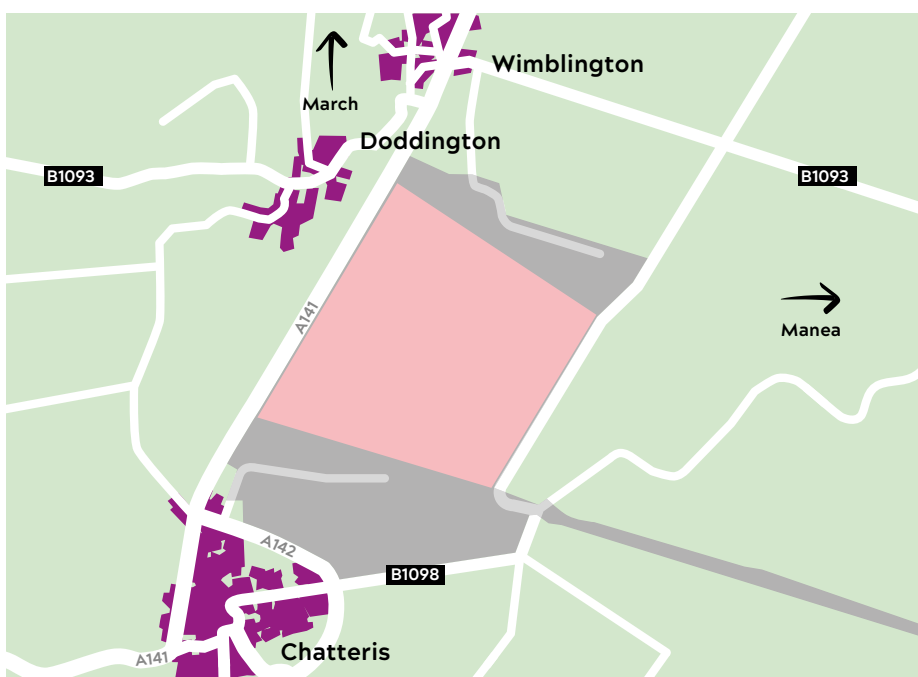 Wimblington
March
Doddington
B1093
B1093
A141
Manea
A142
B1098
Chatteris
A141